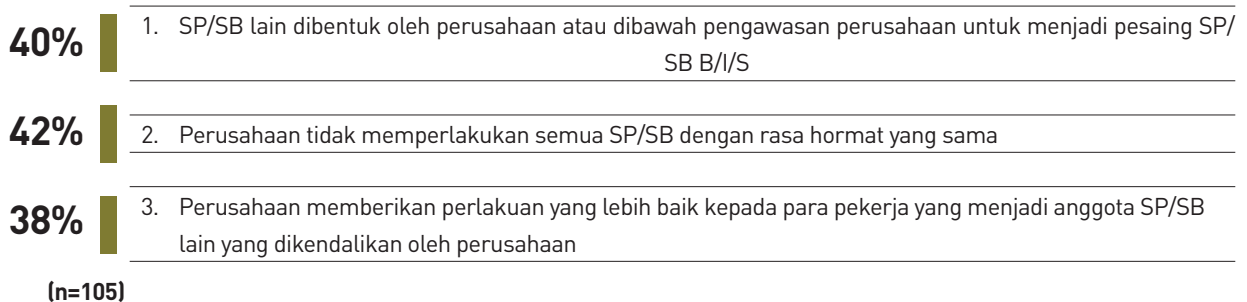 40%
1. SP/SB lain dibentuk oleh perusahaan atau dibawah pengawasan perusahaan untuk menjadi pesaing SP/
SB B/I/S
42%
2. Perusahaan tidak memperlakukan semua SP/SB dengan rasa hormat yang sama
38%
3. Perusahaan memberikan perlakuan yang lebih baik kepada para pekerja yang menjadi anggota SP/SB
lain yang dikendalikan oleh perusahaan
(n=105)